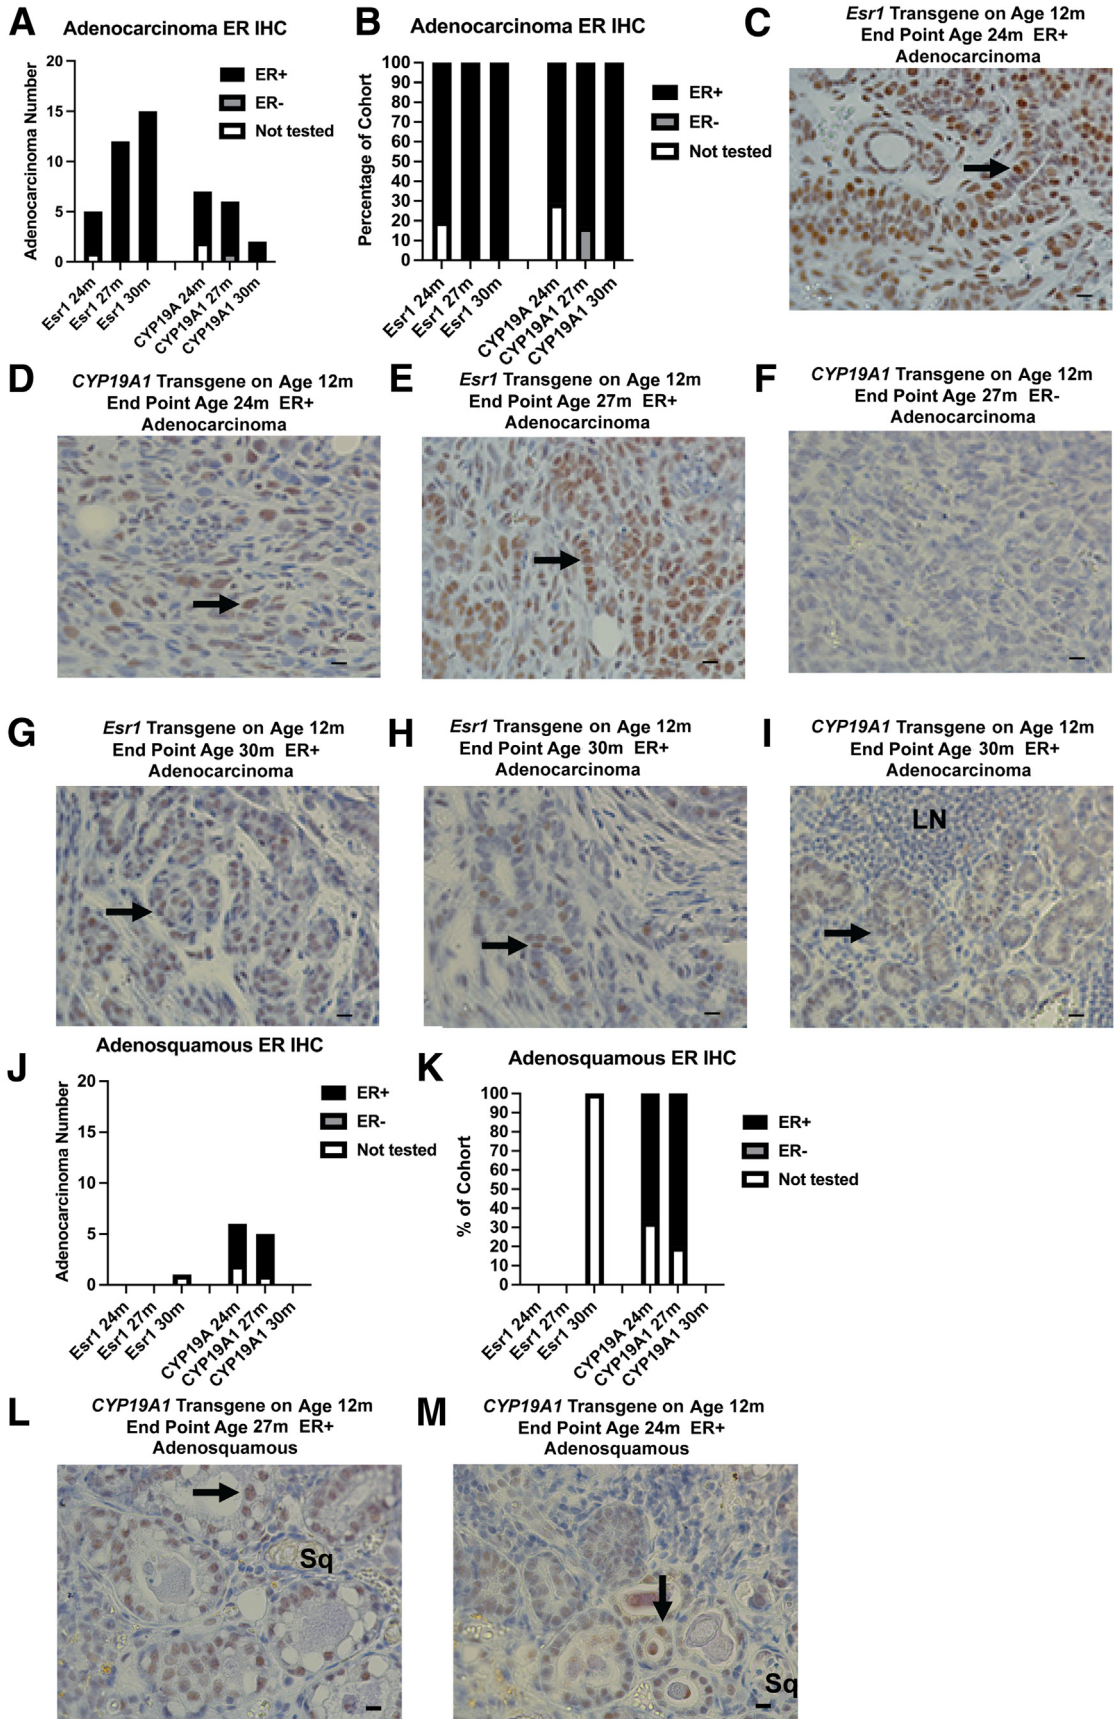 A
Adenocarcinoma ER IHC
Adenocarcinoma Number
20
15
10
5
0
ER+
ER-
Not tested
Esr1 24m
Esr1 27m
Esr1 30m
CYP19A 24m
CYP19A1 27m
CYP19A1 30m
B
Adenocarcinoma ER IHC
Percentage of Cohort
100
90
80
70
60
50
40
30
20
10
0
ER+
ER-
Not tested
Esr1 24m
Esr1 27m
Esr1 30m
CYP19A 24m
CYP19A1 27m
CYP19A1 30m
C
Esr1 Transgene on Age 12m
End Point Age 24m ER+
Adenocarcinoma
D
CYP19A1 Transgene on Age 12m
End Point Age 24m ER+
Adenocarcinoma
E
Esr1 Transgene on Age 12m
End Point Age 27m ER+
Adenocarcinoma
F
CYP19A1 Transgene on Age 12m
End Point Age 27m ER-
Adenocarcinoma
G
Esr1 Transgene on Age 12m
End Point Age 30m ER+
Adenocarcinoma
H
Esr1 Transgene on Age 12m
End Point Age 30m ER+
Adenocarcinoma
I
CYP19A1 Transgene on Age 12m
End Point Age 30m ER+
Adenocarcinoma
LN
J
Adenosquamous ER IHC
Adenocarcinoma Number
20
15
10
5
0
ER+
ER-
Not tested
Esr1 24m
Esr1 27m
Esr1 30m
CYP19A 24m
CYP19A1 27m
CYP19A1 30m
K
Adenosquamous ER IHC
% of Cohort
100
90
80
70
60
50
40
30
20
10
0
ER+
ER-
Not tested
Esr1 24m
Esr1 27m
Esr1 30m
CYP19A 24m
CYP19A1 27m
CYP19A1 30m
L
CYP19A1 Transgene on Age 12m
End Point Age 27m ER+
Adenosquamous
Sq
M
CYP19A1 Transgene on Age 12m
End Point Age 24m ER+
Adenosquamous
Sq